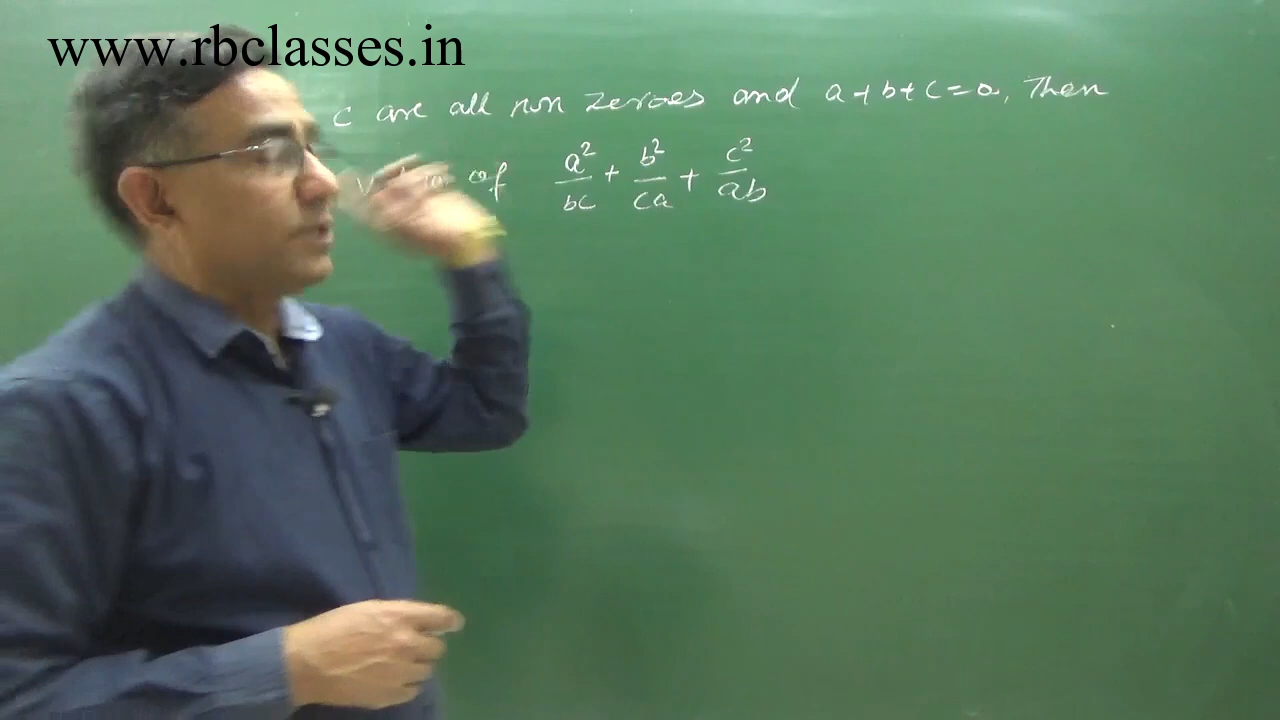 www.rbclasses.in
c are all non zeroes and a+b+c=0, Then
of a²/bc + b²/ca + c²/ab